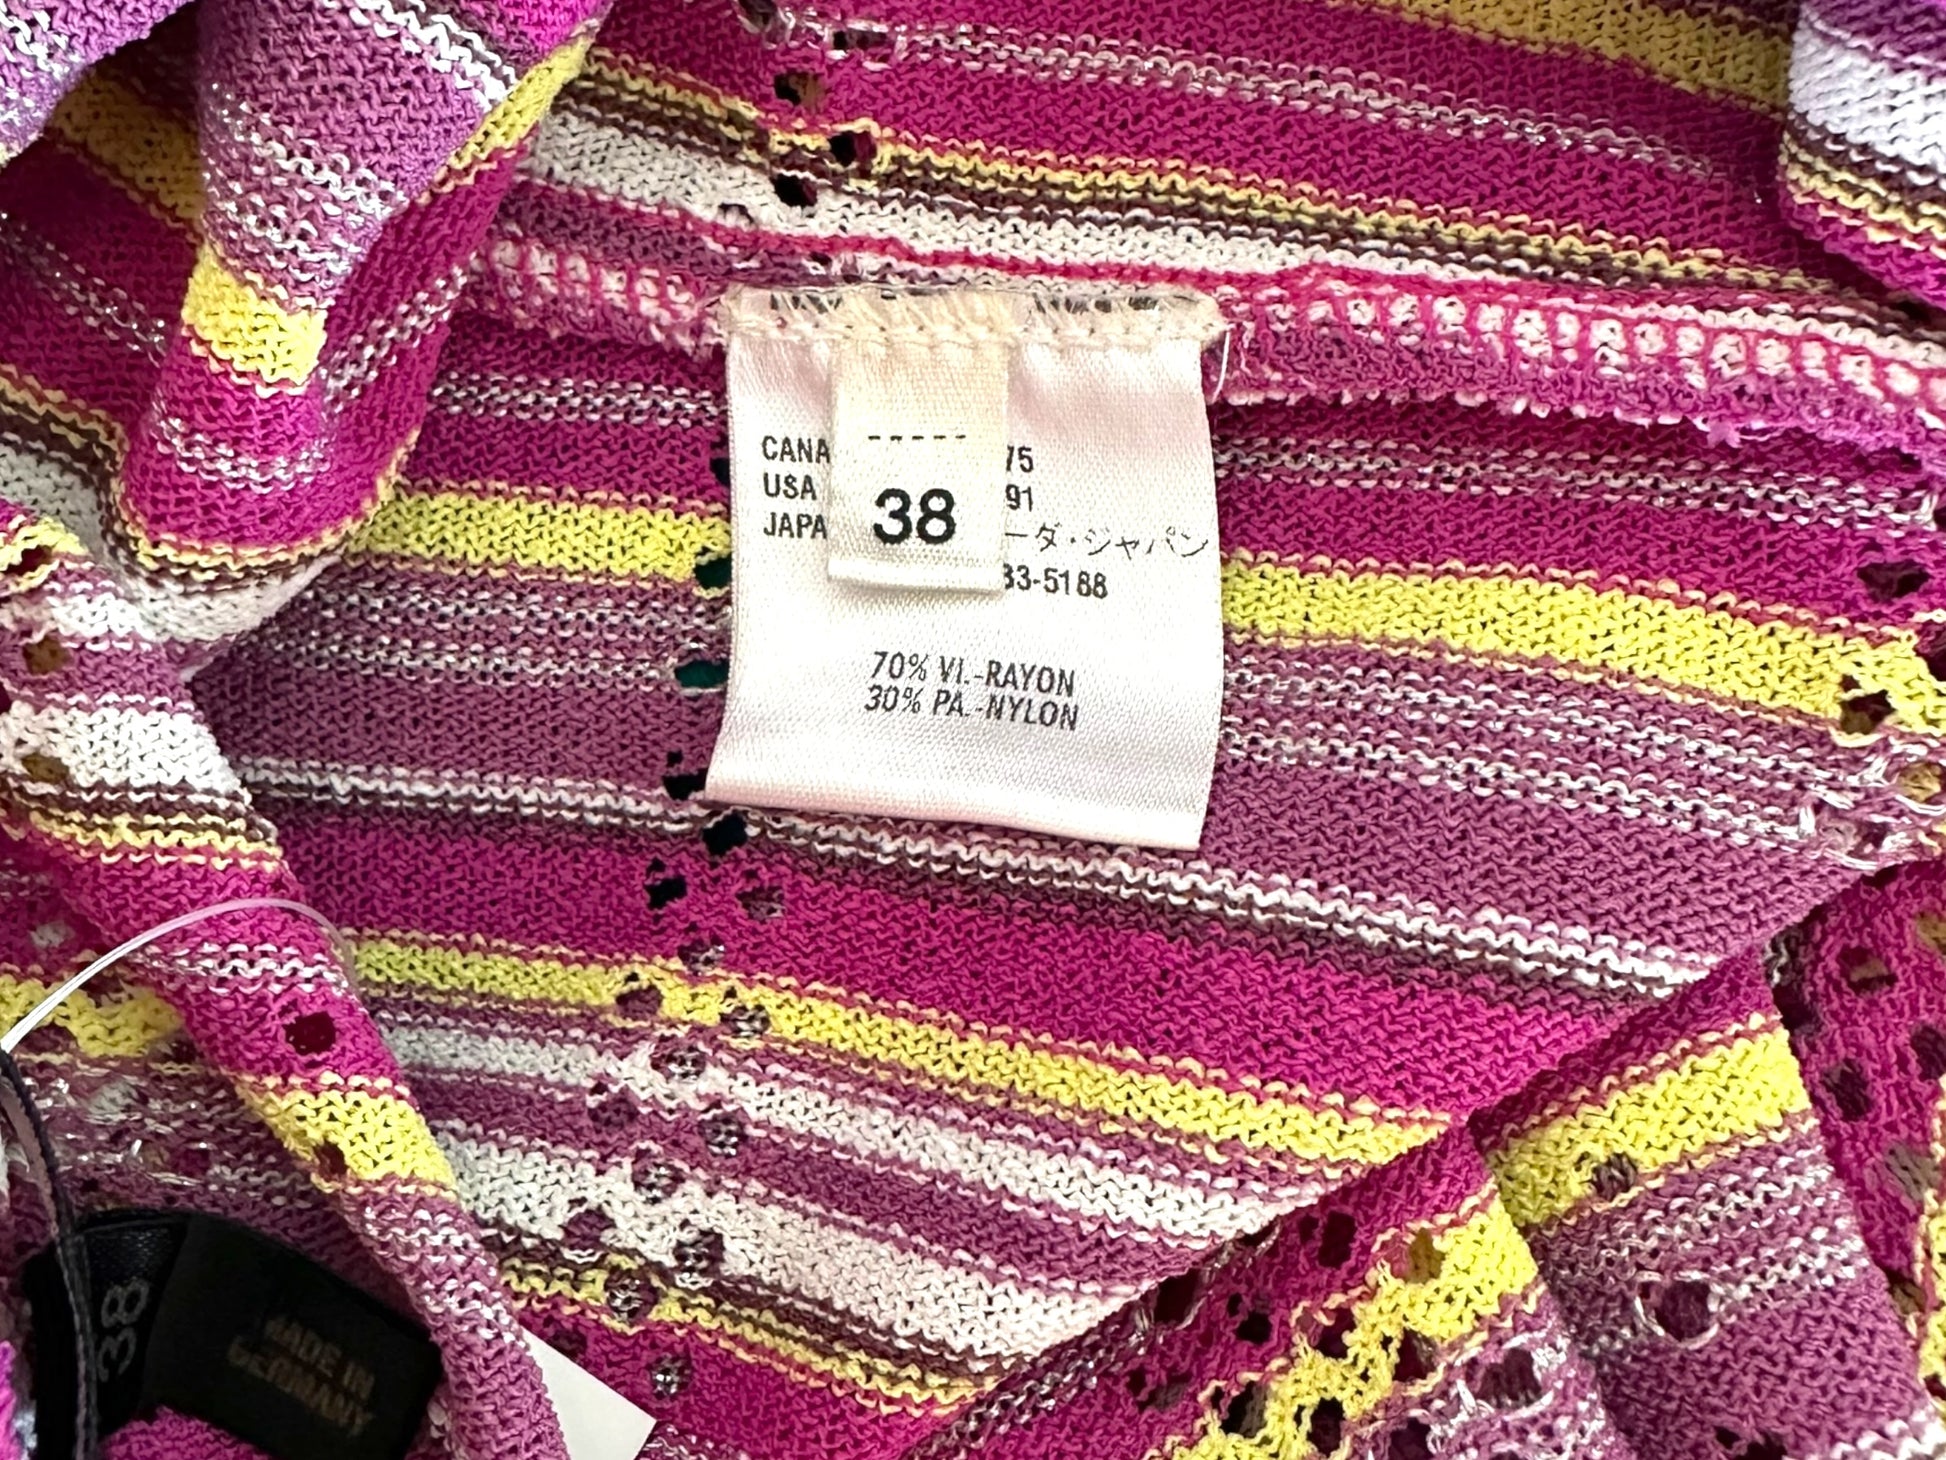 -----
38
CANA 75
USA 91
JAPA ーダ・ジャパン
33-5188
70% VI.-RAYON
30% PA.-NYLON
38
MADE IN
GERMANY